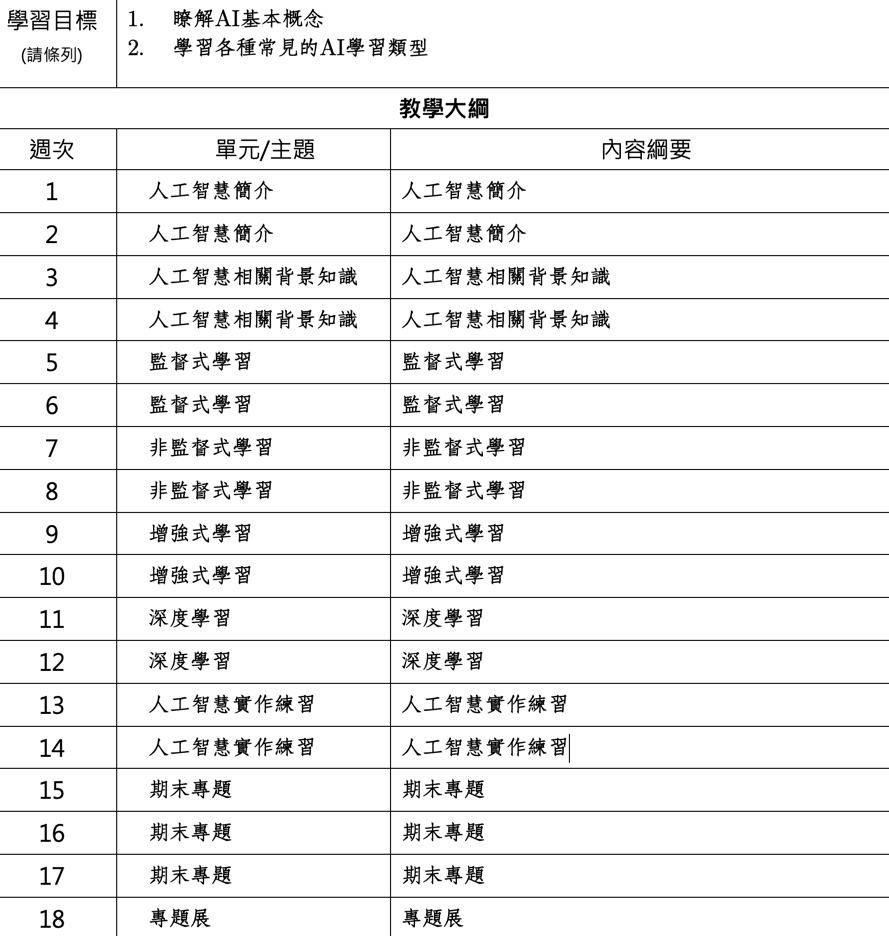 學習目標
(請條列)
1. 瞭解AI基本概念
2. 學習各種常見的AI學習類型
教學大綱
週次 單元/主題 內容綱要
1 人工智慧簡介 人工智慧簡介
2 人工智慧簡介 人工智慧簡介
3 人工智慧相關背景知識 人工智慧相關背景知識
4 人工智慧相關背景知識 人工智慧相關背景知識
5 監督式學習 監督式學習
6 監督式學習 監督式學習
7 非監督式學習 非監督式學習
8 非監督式學習 非監督式學習
9 增強式學習 增強式學習
10 增強式學習 增強式學習
11 深度學習 深度學習
12 深度學習 深度學習
13 人工智慧實作練習 人工智慧實作練習
14 人工智慧實作練習 人工智慧實作練習
15 期末專題 期末專題
16 期末專題 期末專題
17 期末專題 期末專題
18 專題展 專題展